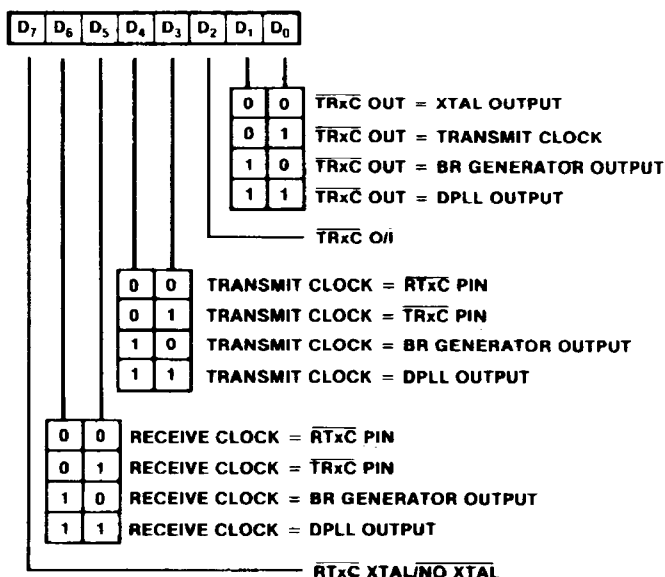 D7 D6 D5 D4 D3 D2 D1 D0
0 0 TRxC OUT = XTAL OUTPUT
0 1 TRxC OUT = TRANSMIT CLOCK
1 0 TRxC OUT = BR GENERATOR OUTPUT
1 1 TRxC OUT = DPLL OUTPUT
TRxC O/I
0 0 TRANSMIT CLOCK = RTxC PIN
0 1 TRANSMIT CLOCK = TRxC PIN
1 0 TRANSMIT CLOCK = BR GENERATOR OUTPUT
1 1 TRANSMIT CLOCK = DPLL OUTPUT
0 0 RECEIVE CLOCK = RTxC PIN
0 1 RECEIVE CLOCK = TRxC PIN
1 0 RECEIVE CLOCK = BR GENERATOR OUTPUT
1 1 RECEIVE CLOCK = DPLL OUTPUT
RTxC XTAL/NO XTAL